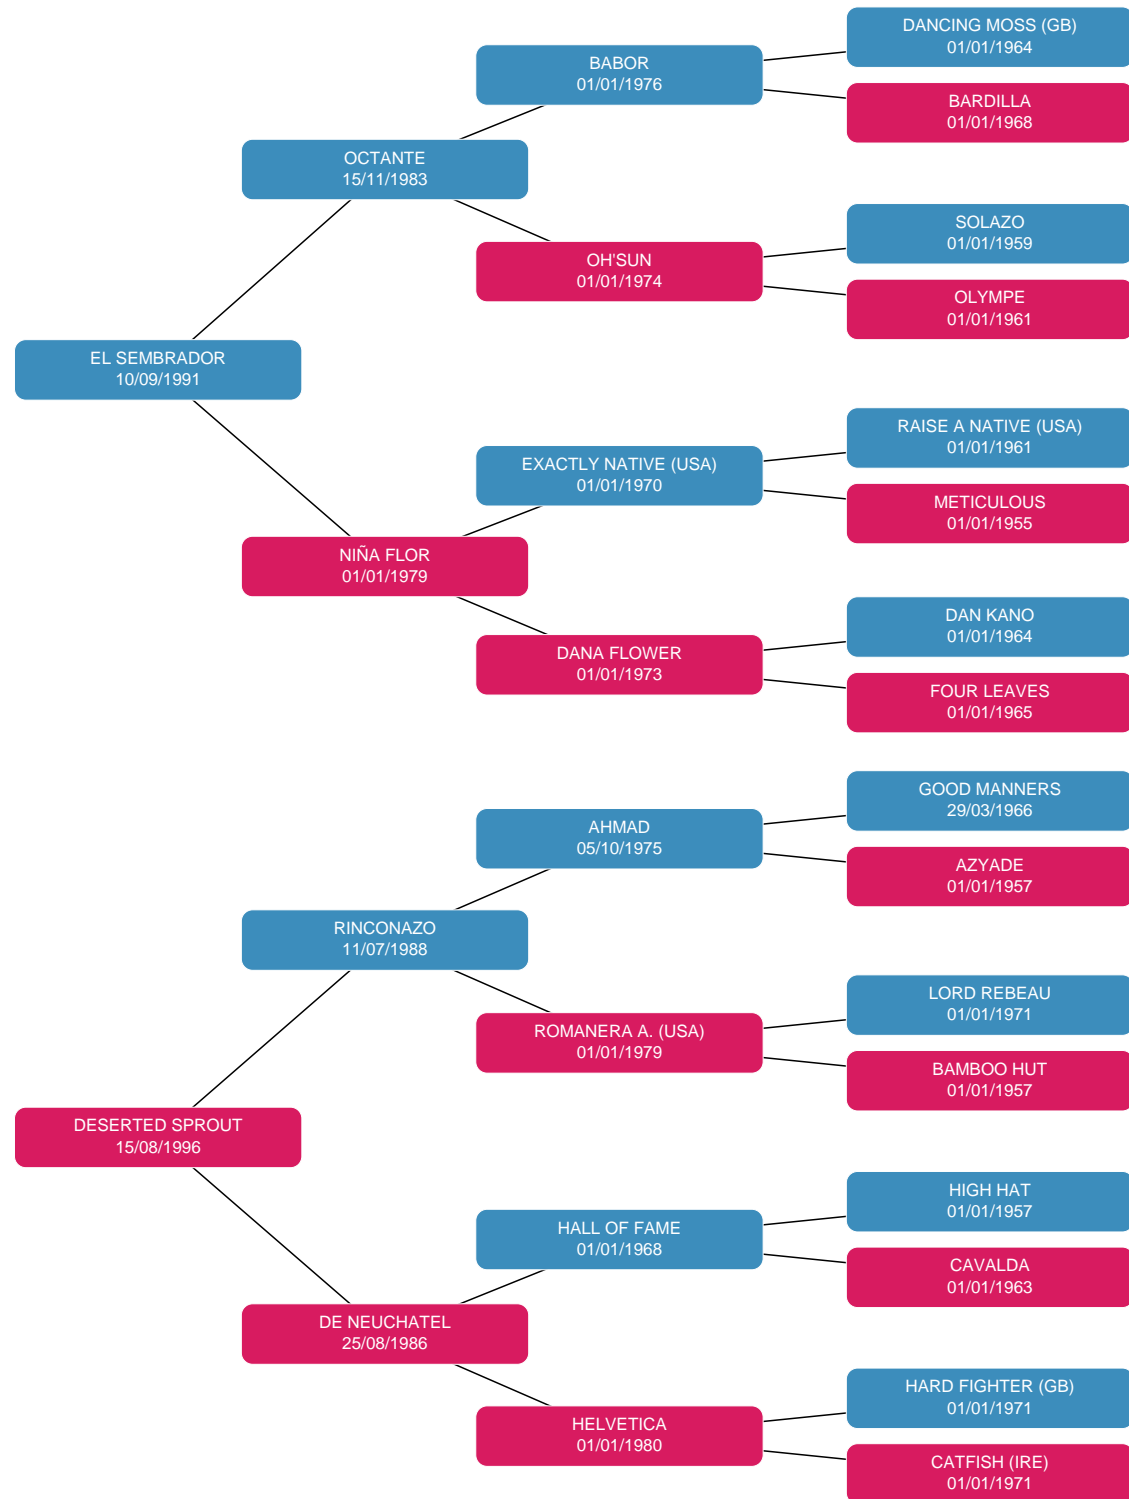 DANCING MOSS (GB)
01/01/1964
BABOR
01/01/1976
BARDILLA
01/01/1968
OCTANTE
15/11/1983
SOLAZO
01/01/1959
OH'SUN
01/01/1974
OLYMPE
01/01/1961
EL SEMBRADOR
10/09/1991
RAISE A NATIVE (USA)
01/01/1961
EXACTLY NATIVE (USA)
01/01/1970
METICULOUS
01/01/1955
NIÑA FLOR
01/01/1979
DAN KANO
01/01/1964
DANA FLOWER
01/01/1973
FOUR LEAVES
01/01/1965
GOOD MANNERS
29/03/1966
AHMAD
05/10/1975
AZYADE
01/01/1957
RINCONAZO
11/07/1988
LORD REBEAU
01/01/1971
ROMANERA A. (USA)
01/01/1979
BAMBOO HUT
01/01/1957
DESERTED SPROUT
15/08/1996
HIGH HAT
01/01/1957
HALL OF FAME
01/01/1968
CAVALDA
01/01/1963
DE NEUCHATEL
25/08/1986
HARD FIGHTER (GB)
01/01/1971
HELVETICA
01/01/1980
CATFISH (IRE)
01/01/1971